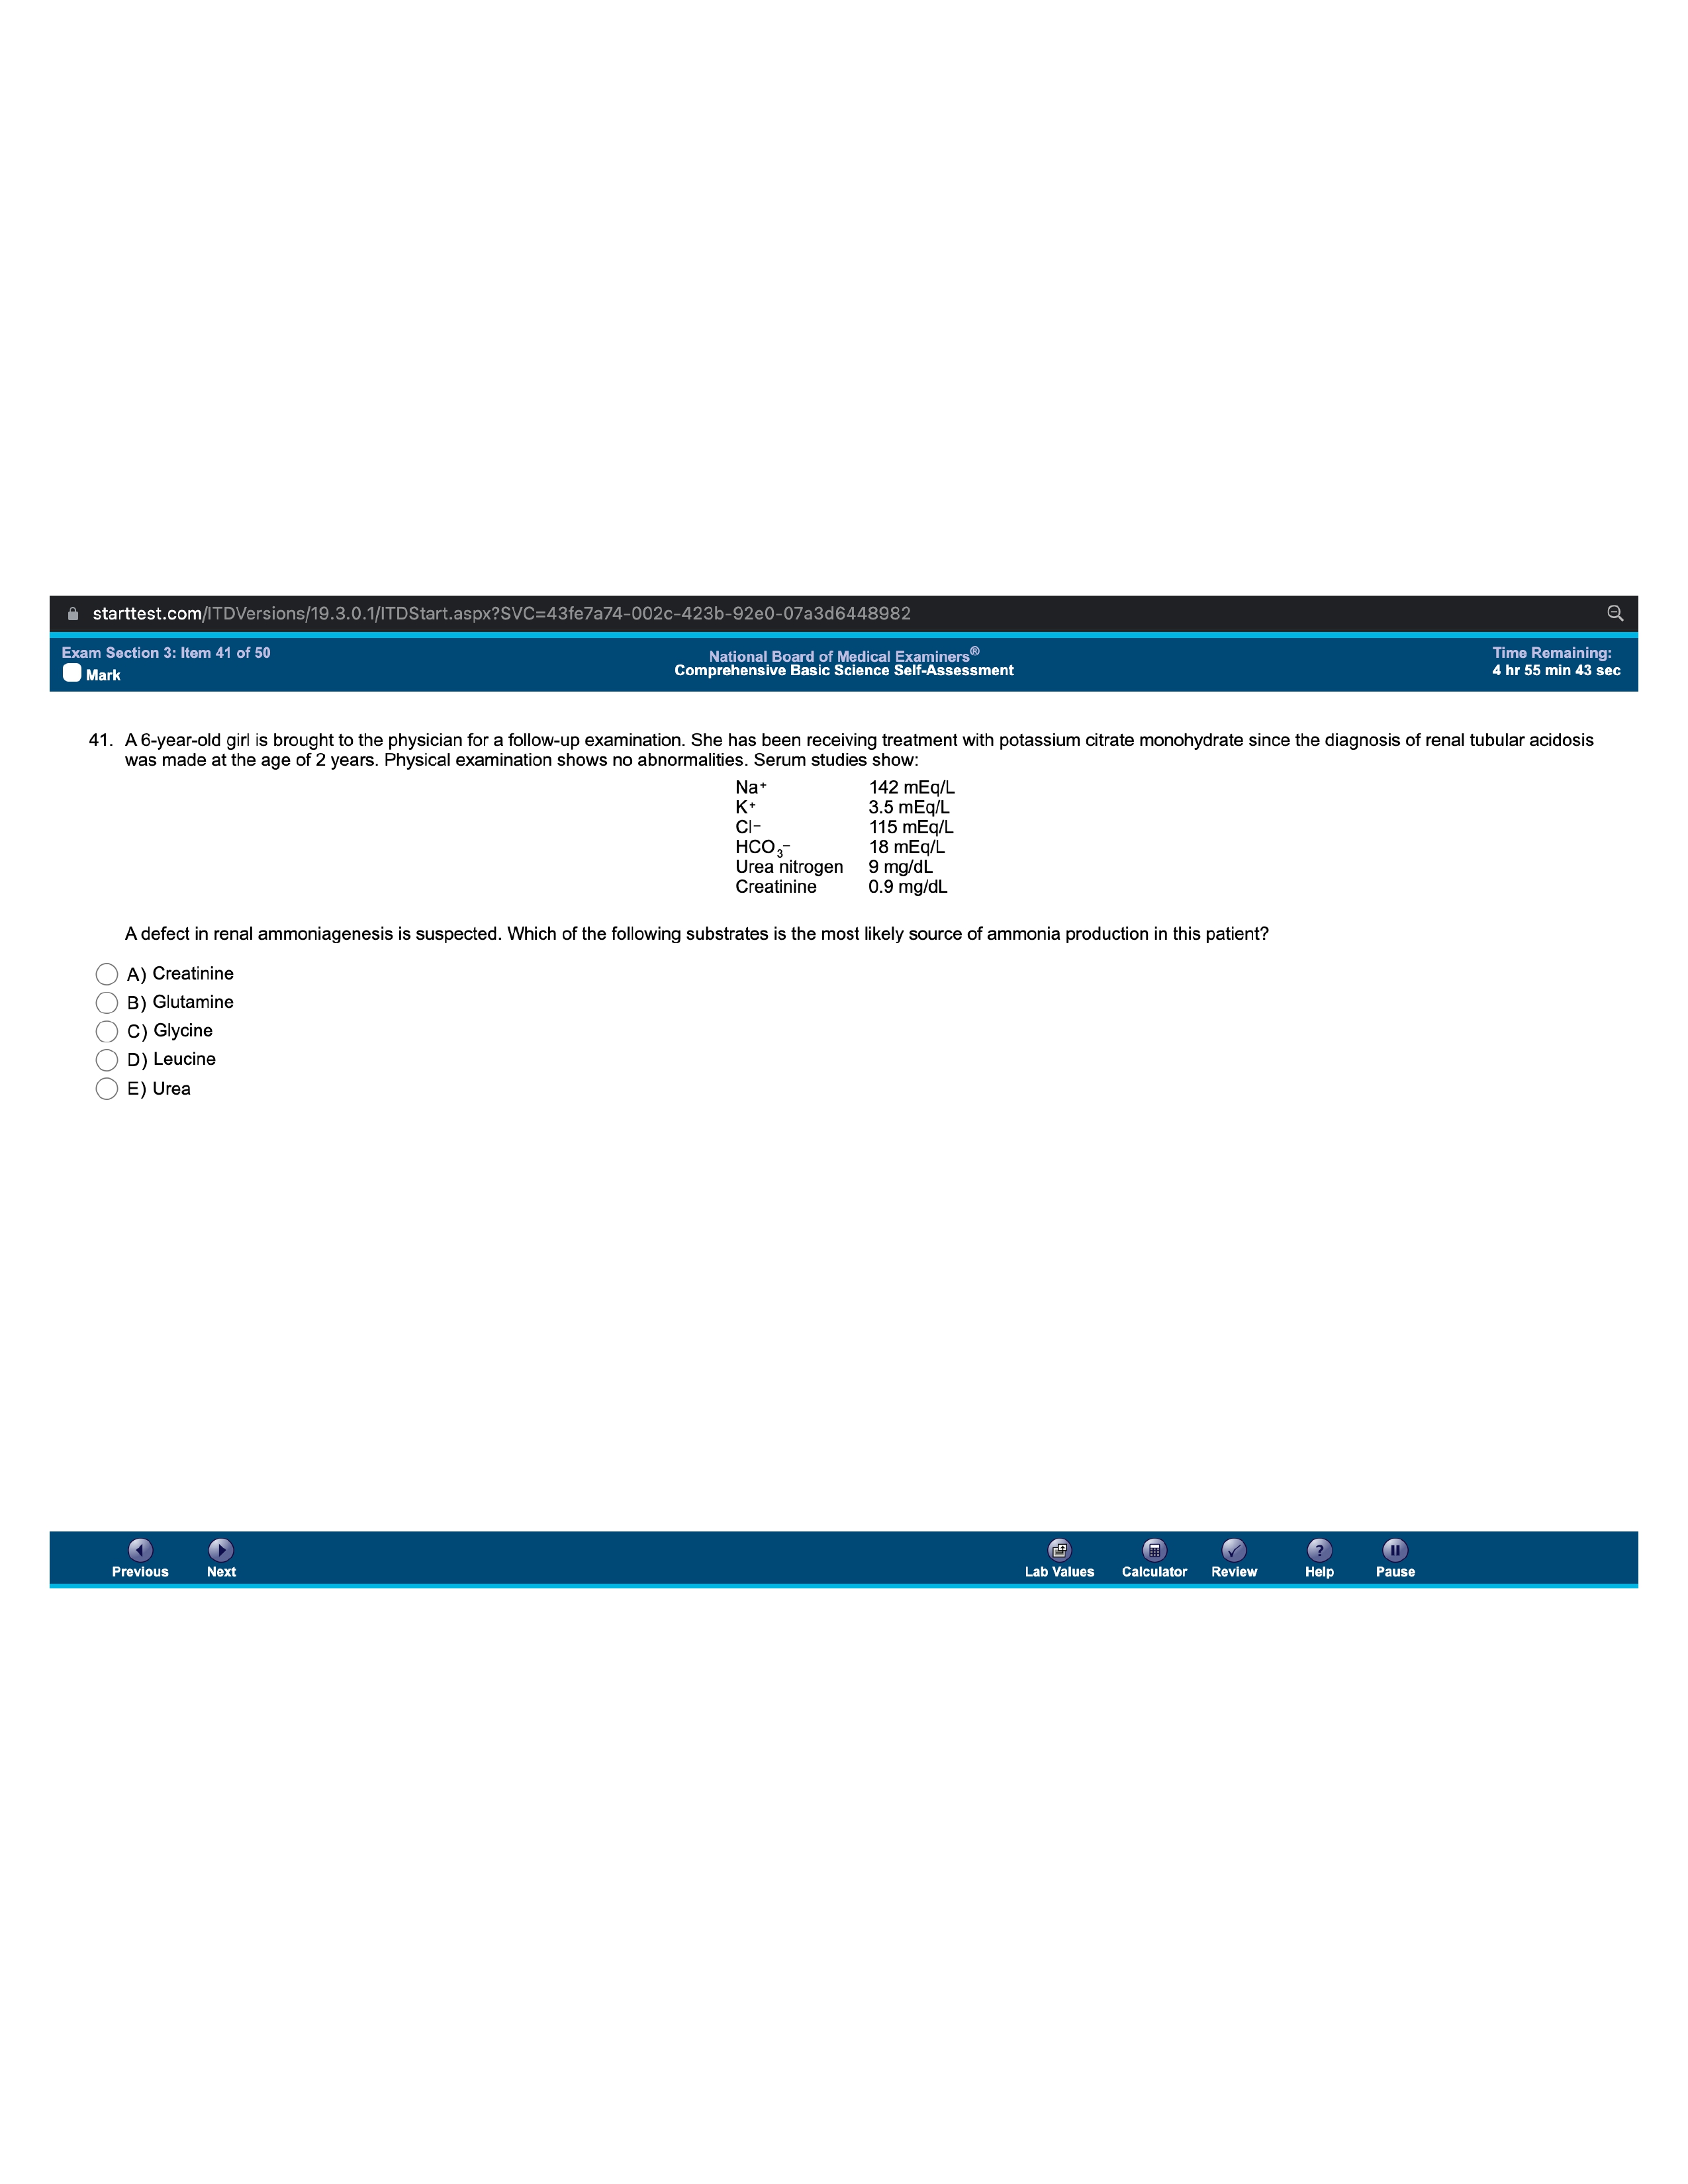 starttest.com/ITDVersions/19.3.0.1/ITDStart.aspx?SVC=43fe7a74-002c-423b-92e0-07a3d6448982
Exam Section 3: Item 41 of 50
National Board of Medical Examiners®
Time Remaining:
Mark
Comprehensive Basic Science Self-Assessment
4 hr 55 min 43 sec
41. A 6-year-old girl is brought to the physician for a follow-up examination. She has been receiving treatment with potassium citrate monohydrate since the diagnosis of renal tubular acidosis
was made at the age of 2 years. Physical examination shows no abnormalities. Serum studies show:
Na+ 142 mEq/L
K+ 3.5 mEq/L
Cl− 115 mEq/L
HCO3− 18 mEq/L
Urea nitrogen 9 mg/dL
Creatinine 0.9 mg/dL
A defect in renal ammoniagenesis is suspected. Which of the following substrates is the most likely source of ammonia production in this patient?
A) Creatinine
B) Glutamine
C) Glycine
D) Leucine
E) Urea
Previous Next Lab Values Calculator Review Help Pause